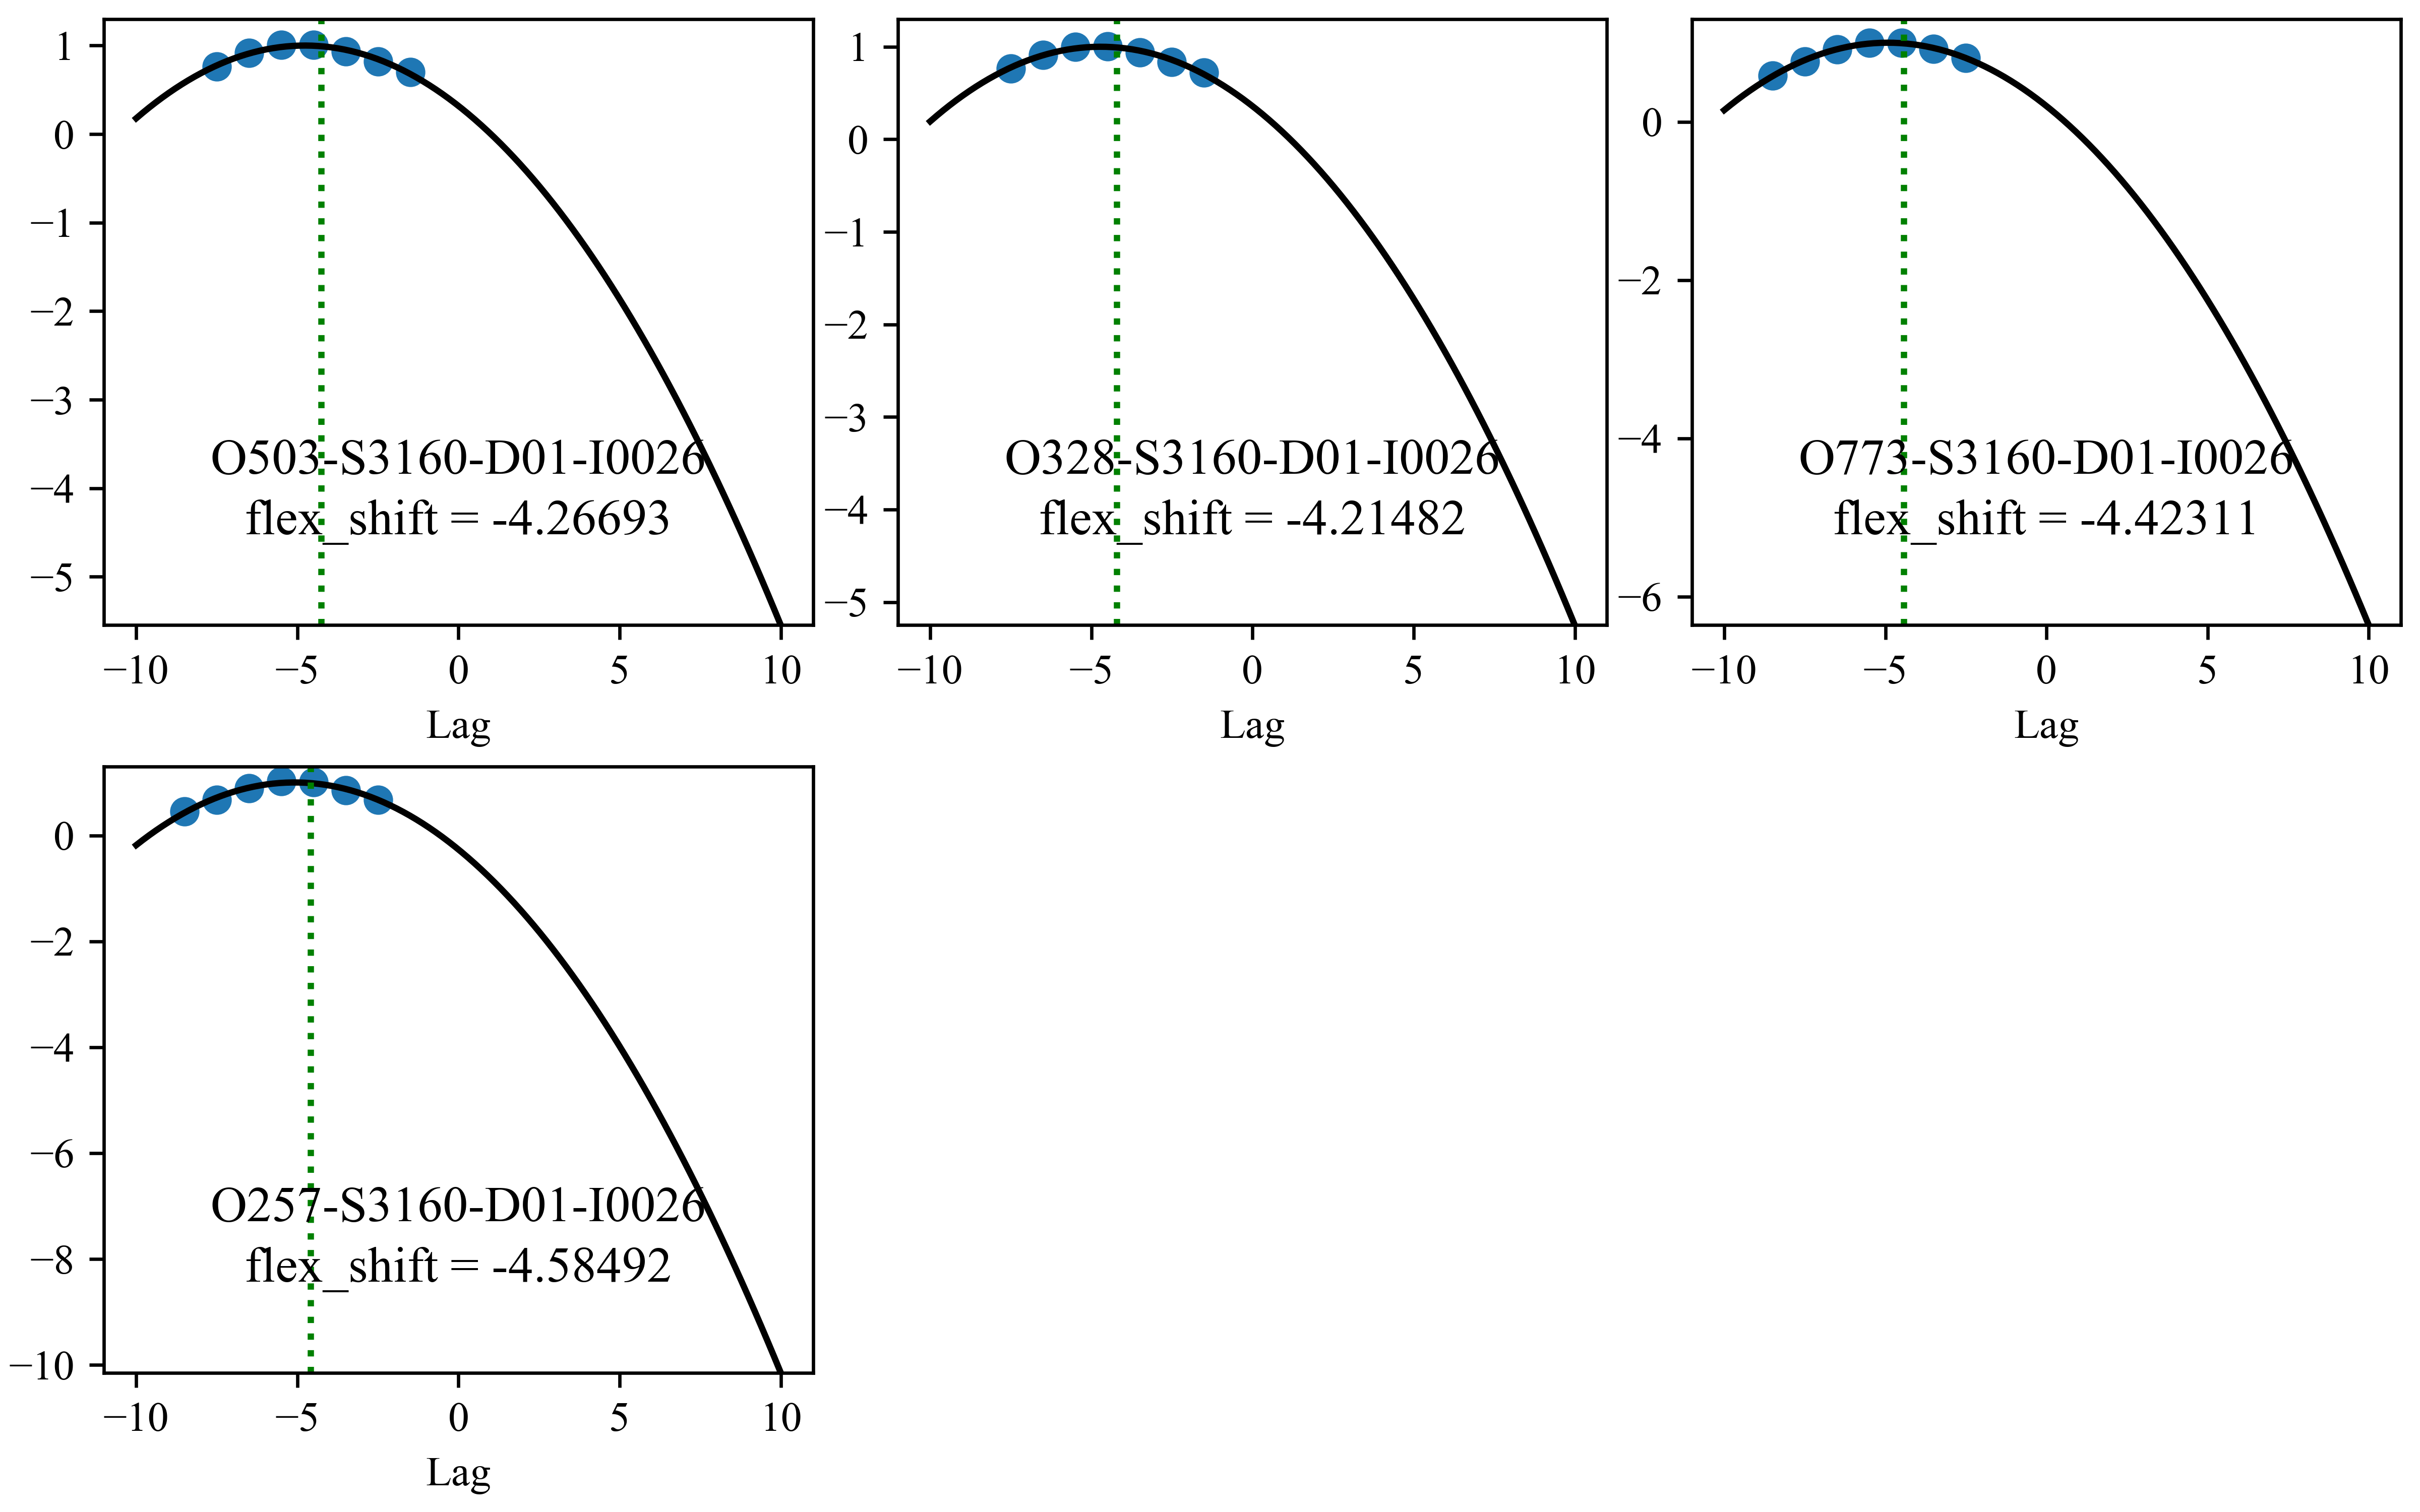 1
0
−1
−2
−3
−4
−5
O503-S3160-D01-I0026
flex_shift = -4.26693
−10 −5 0 5 10
Lag
1
0
−1
−2
−3
−4
−5
O328-S3160-D01-I0026
flex_shift = -4.21482
−10 −5 0 5 10
Lag
0
−2
−4
−6
O773-S3160-D01-I0026
flex_shift = -4.42311
−10 −5 0 5 10
Lag
0
−2
−4
−6
−8
−10
O257-S3160-D01-I0026
flex_shift = -4.58492
−10 −5 0 5 10
Lag